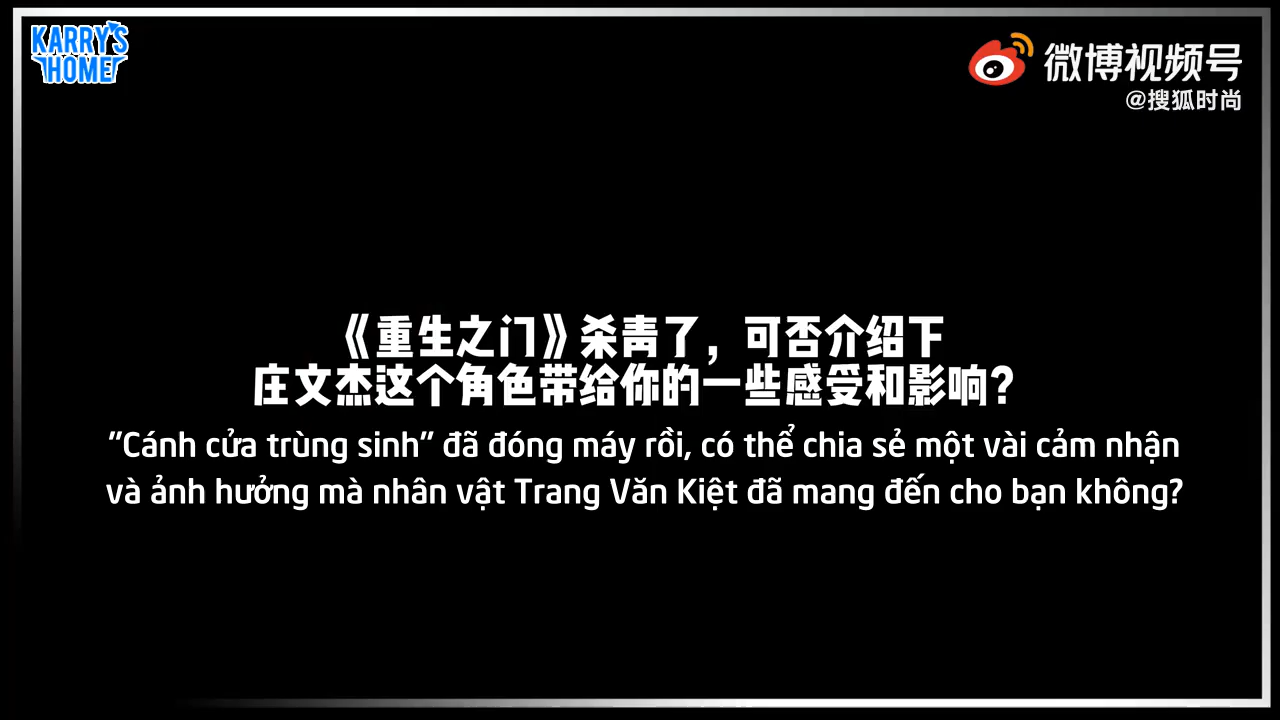 KARRY'S
HOME
微博视频号
@搜狐时尚
《重生之门》杀青了，可否介绍下
庄文杰这个角色带给你的一些感受和影响？
"Cánh cửa trùng sinh" đã đóng máy rồi, có thể chia sẻ một vài cảm nhận
và ảnh hưởng mà nhân vật Trang Văn Kiệt đã mang đến cho bạn không?